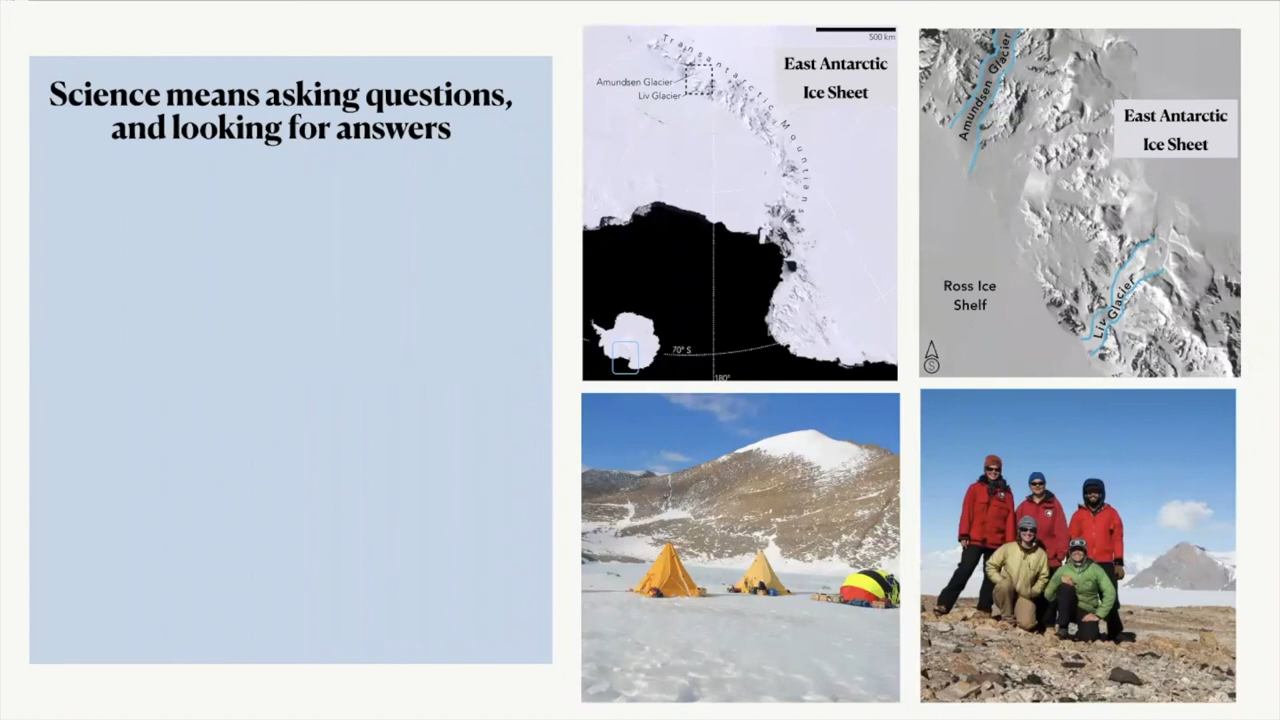 Science means asking questions,
and looking for answers
500 km
Transantarctic Mountians
East Antarctic
Ice Sheet
Amundsen Glacier
Liv Glacier
70° S
180°
Amundsen Glacier
East Antarctic
Ice Sheet
Ross Ice
Shelf
Liv Glacier
S